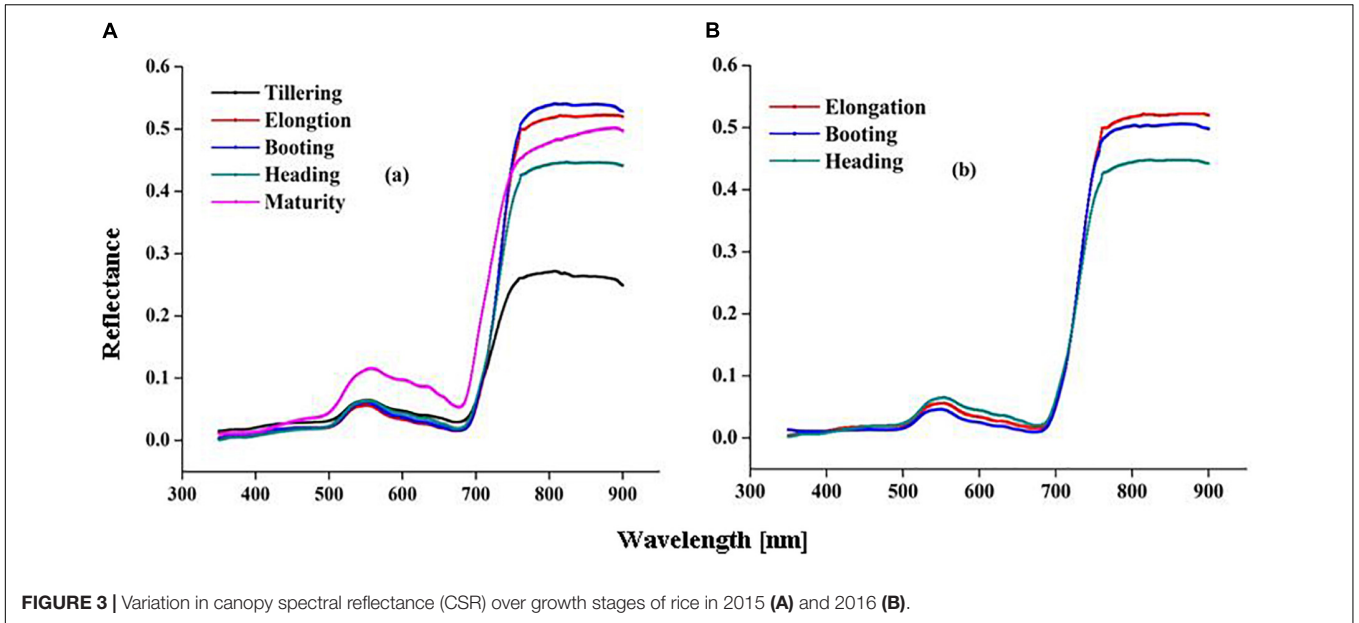 A
B
0.6
0.5
0.4
0.3
0.2
0.1
0.0
Tillering
Elongtion
Booting
Heading
Maturity
(a)
300 400 500 600 700 800 900
0.6
0.5
0.4
0.3
0.2
0.1
0.0
Elongation
Booting
Heading
(b)
300 400 500 600 700 800 900
Reflectance
Wavelength [nm]
FIGURE 3 | Variation in canopy spectral reflectance (CSR) over growth stages of rice in 2015 (A) and 2016 (B).